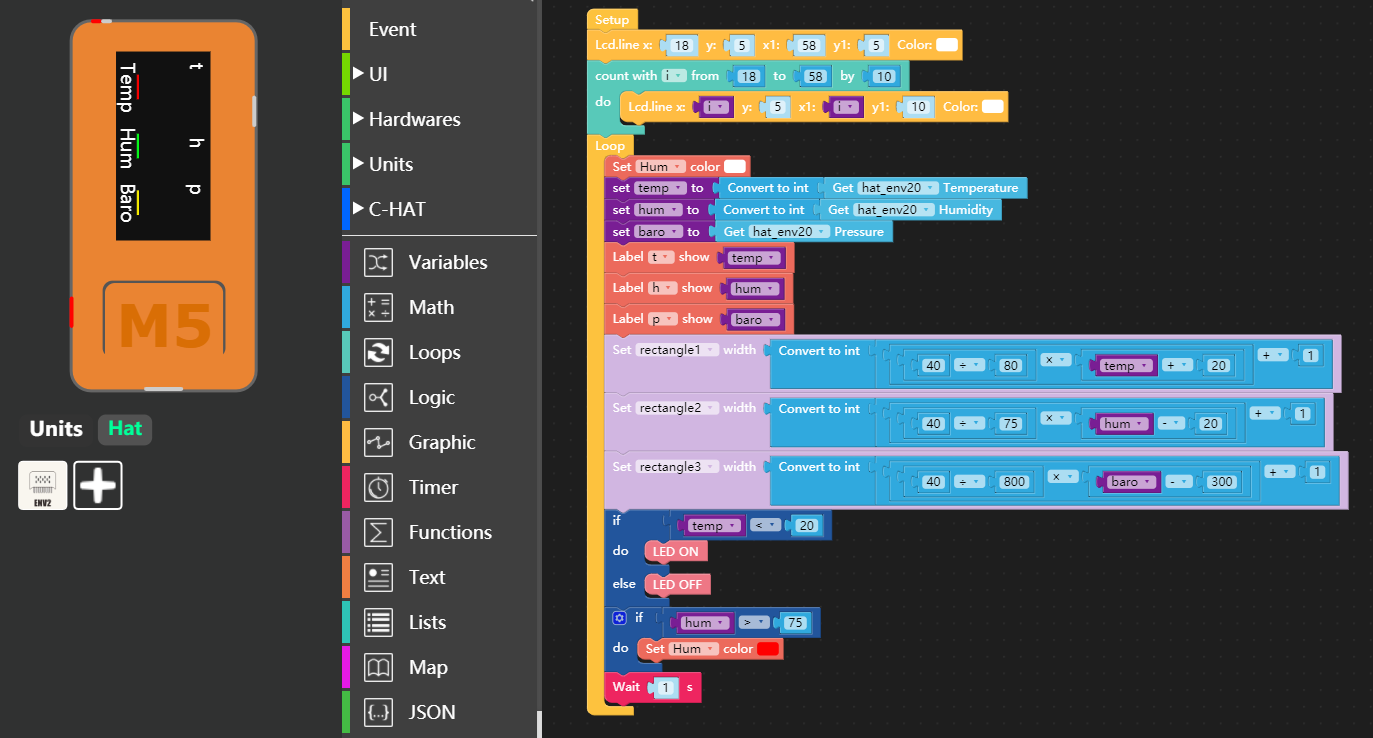 t h p
Temp Hum Baro
M5
Units Hat
ENV2
Event
UI
Hardwares
Units
C-HAT
Variables
Math
Loops
Logic
Graphic
Timer
Functions
Text
Lists
Map
JSON
Setup
Lcd.line x: 18 y: 5 x1: 58 y1: 5 Color:
count with i from 18 to 58 by 10
do Lcd.line x: i y: 5 x1: i y1: 10 Color:
Loop
Set Hum color
set temp to Convert to int Get hat_env20 Temperature
set hum to Convert to int Get hat_env20 Humidity
set baro to Get hat_env20 Pressure
Label t show temp
Label h show hum
Label p show baro
Set rectangle1 width Convert to int 40 ÷ 80 × temp + 20 + 1
Set rectangle2 width Convert to int 40 ÷ 75 × hum - 20 + 1
Set rectangle3 width Convert to int 40 ÷ 800 × baro - 300 + 1
if temp < 20
do LED ON
else LED OFF
if hum > 75
do Set Hum color
Wait 1 s